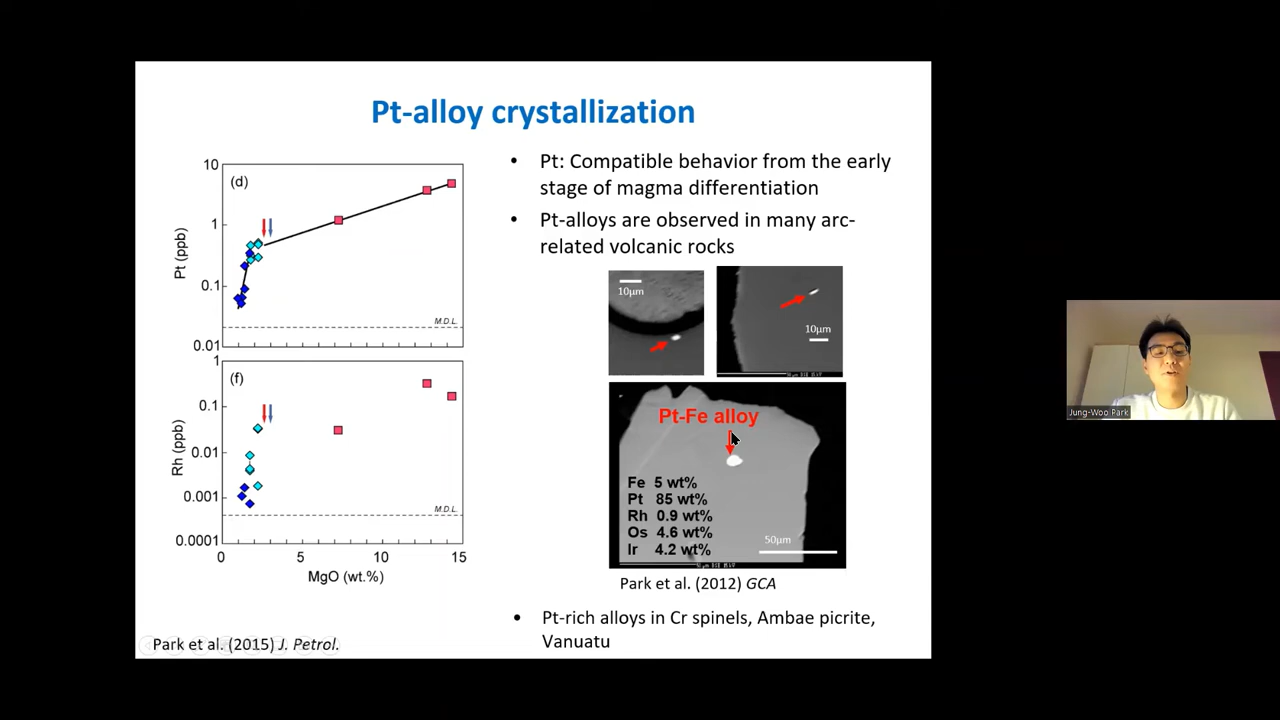 Pt-alloy crystallization
10
(d)
1
Pt (ppb)
0.1
M.D.L.
0.01
1
(f)
0.1
Rh (ppb)
0.01
0.001
M.D.L.
0.0001
0
5
10
15
MgO (wt.%)
Park et al. (2015) J. Petrol.
• Pt: Compatible behavior from the early
stage of magma differentiation
• Pt-alloys are observed in many arc-
related volcanic rocks
10μm
10μm
Pt-Fe alloy
Fe 5 wt%
Pt 85 wt%
Rh 0.9 wt%
Os 4.6 wt%
Ir 4.2 wt%
50μm
Park et al. (2012) GCA
• Pt-rich alloys in Cr spinels, Ambae picrite,
Vanuatu
Jung-Woo Park